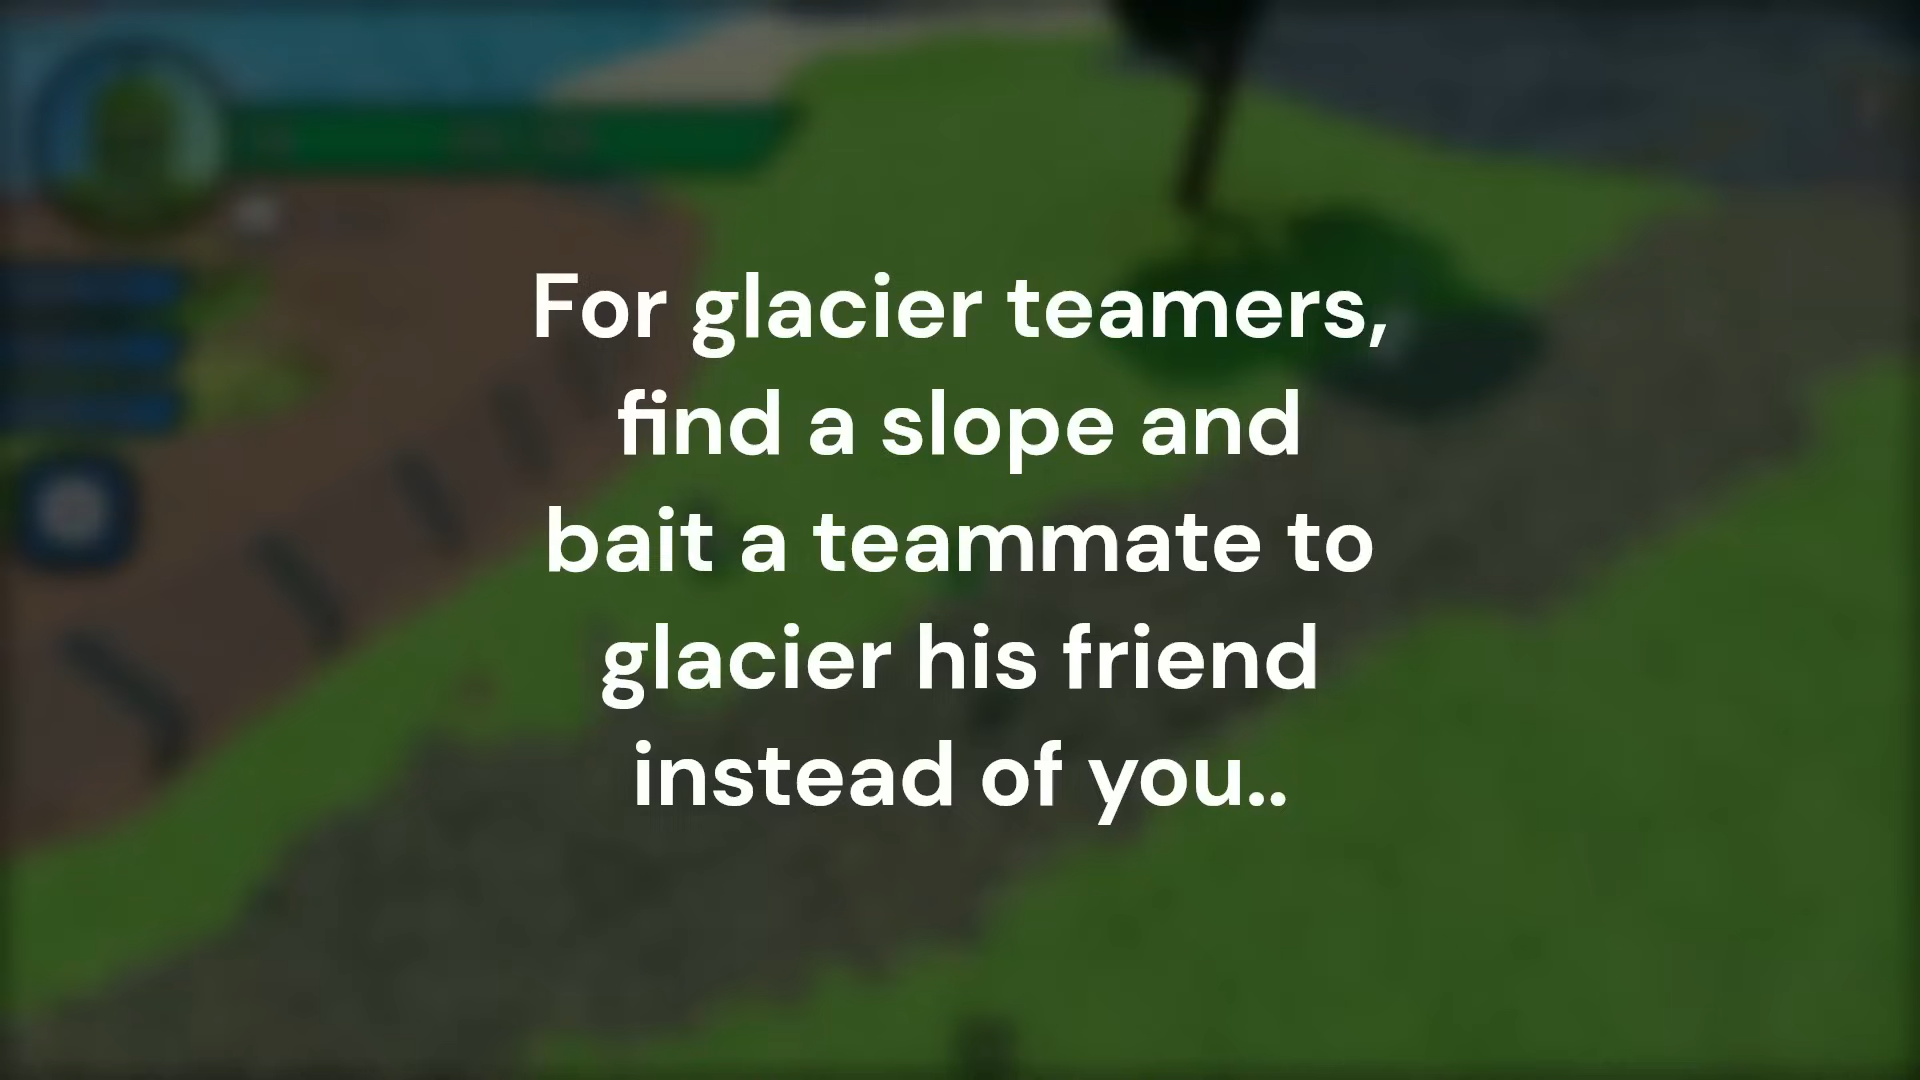 For glacier teamers,
find a slope and
bait a teammate to
glacier his friend
instead of you..